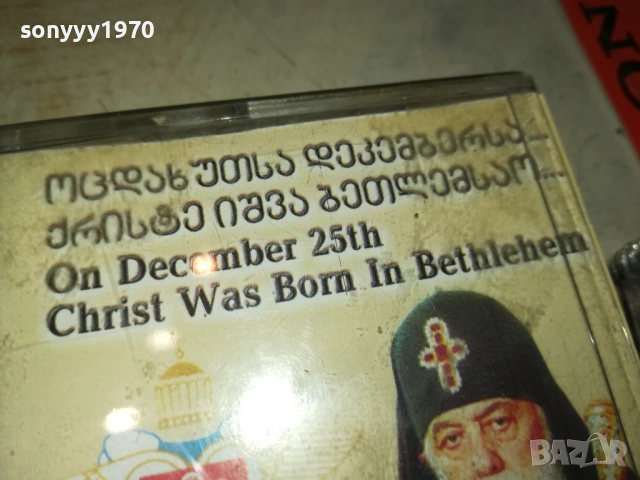 sonyyy1970
ოცდახუთსა დეკემბერსა...
ქრისტე იშვა ბეთლემსაო...
On December 25th
Christ Was Born In Bethlehem
BAZAR